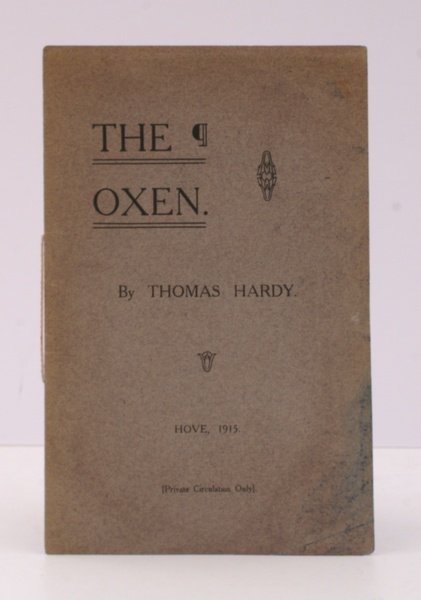 THE ¶
OXEN.
By THOMAS HARDY.
HOVE, 1915.
[Private Circulation Only].